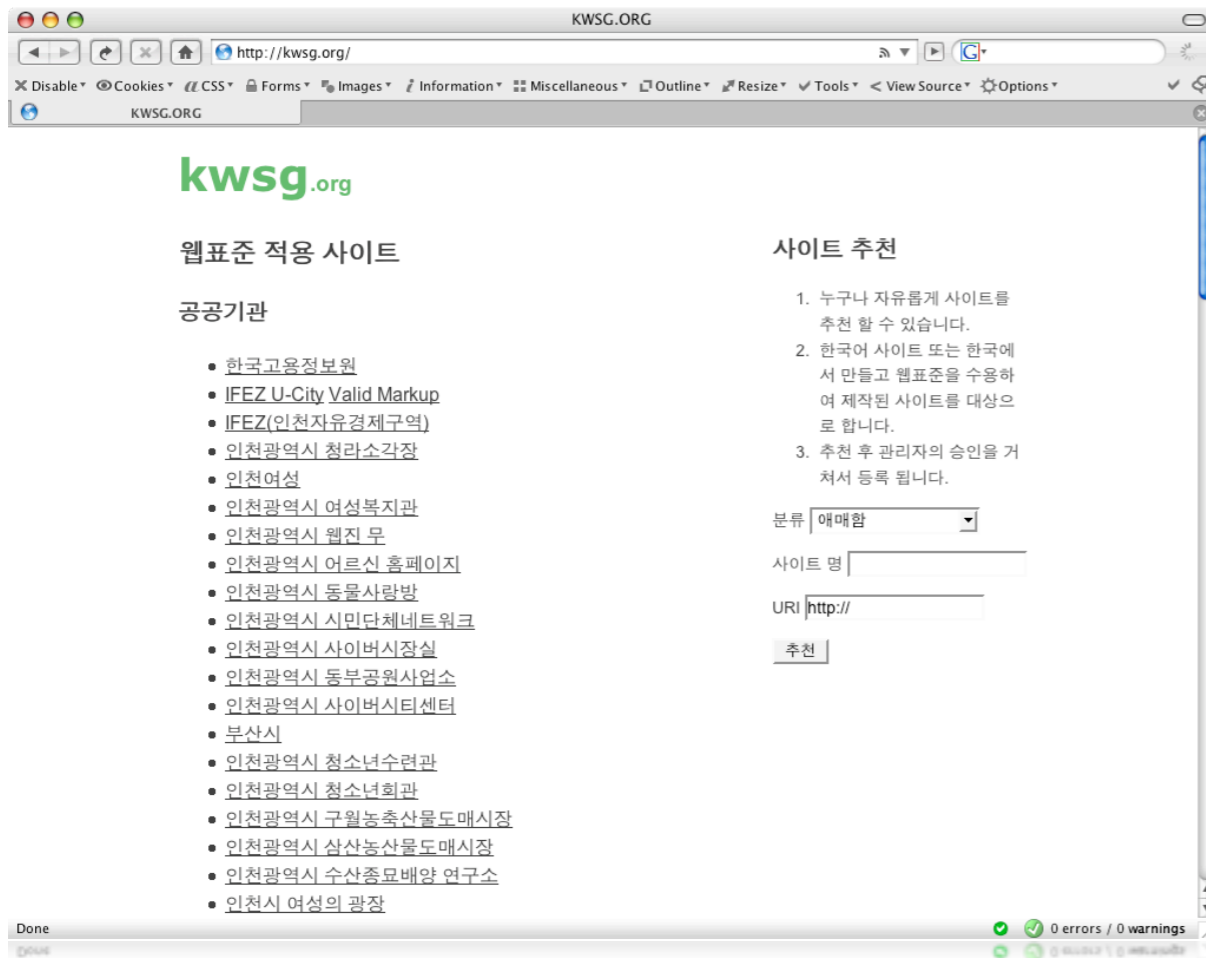 KWSG.ORG
http://kwsg.org/
G
Disable Cookies CSS Forms Images Information Miscellaneous Outline Resize Tools View Source Options
KWSG.ORG
kwsg.org
웹표준 적용 사이트
공공기관
• 한국고용정보원
• IFEZ U-City Valid Markup
• IFEZ(인천자유경제구역)
• 인천광역시 청라소각장
• 인천여성
• 인천광역시 여성복지관
• 인천광역시 웹진 무
• 인천광역시 어르신 홈페이지
• 인천광역시 동물사랑방
• 인천광역시 시민단체네트워크
• 인천광역시 사이버시장실
• 인천광역시 동부공원사업소
• 인천광역시 사이버시티센터
• 부산시
• 인천광역시 청소년수련관
• 인천광역시 청소년회관
• 인천광역시 구월농축산물도매시장
• 인천광역시 삼산농산물도매시장
• 인천광역시 수산종묘배양 연구소
• 인천시 여성의 광장
사이트 추천
1. 누구나 자유롭게 사이트를
추천 할 수 있습니다.
2. 한국어 사이트 또는 한국에
서 만들고 웹표준을 수용하
여 제작된 사이트를 대상으
로 합니다.
3. 추천 후 관리자의 승인을 거
쳐서 등록 됩니다.
분류 애매함
사이트 명
URI http://
추천
Done
0 errors / 0 warnings